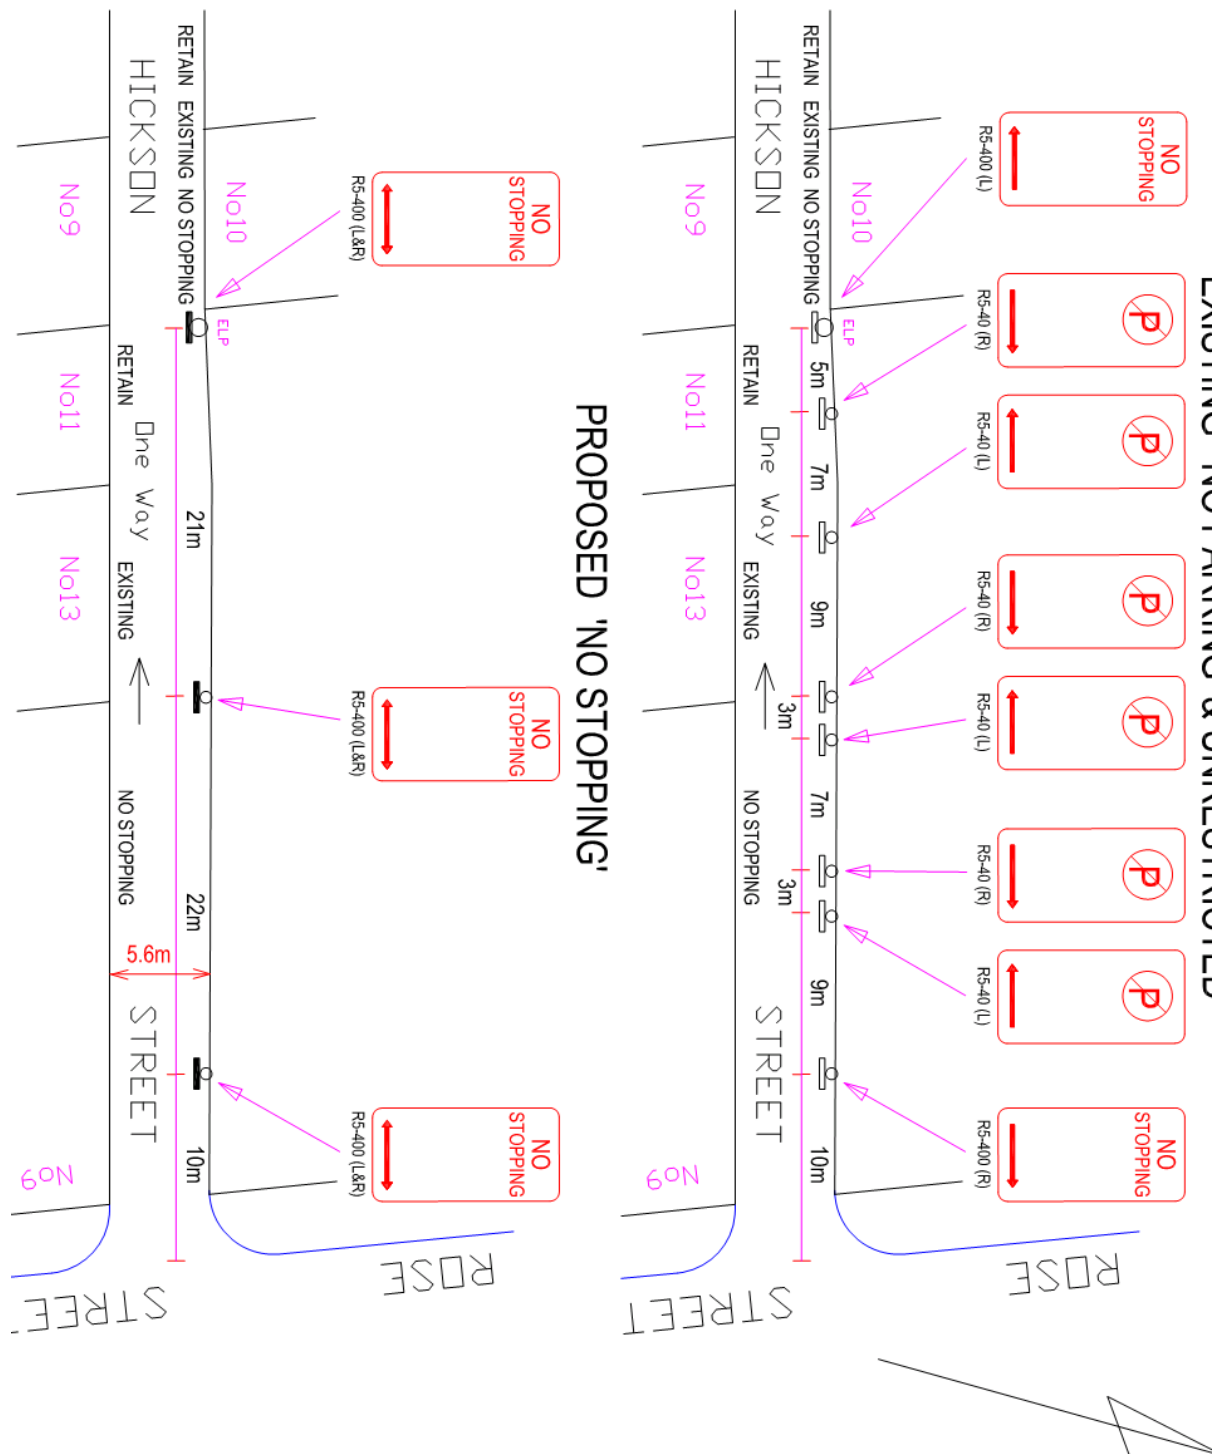 EXISTING 'NO PARKING & UNRESTRICTED
NO
STOPPING
R5-400 (L)
P
R5-40 (R)
P
R5-40 (L)
P
R5-40 (R)
P
R5-40 (L)
P
R5-40 (R)
P
R5-40 (L)
NO
STOPPING
R5-400 (R)
No10
ELP
ROSE
RETAIN EXISTING NO STOPPING
5m
7m
9m
3m
7m
3m
9m
10m
HICKSON
One Way
STREET
RETAIN
EXISTING
NO STOPPING
No9
No11
No13
No9
STREET
PROPOSED 'NO STOPPING'
NO
STOPPING
R5-400 (L&R)
NO
STOPPING
R5-400 (L&R)
NO
STOPPING
R5-400 (L&R)
No10
ELP
ROSE
RETAIN EXISTING NO STOPPING
21m
22m
10m
5.6m
HICKSON
One Way
STREET
RETAIN
EXISTING
NO STOPPING
No9
No11
No13
No9
STREE